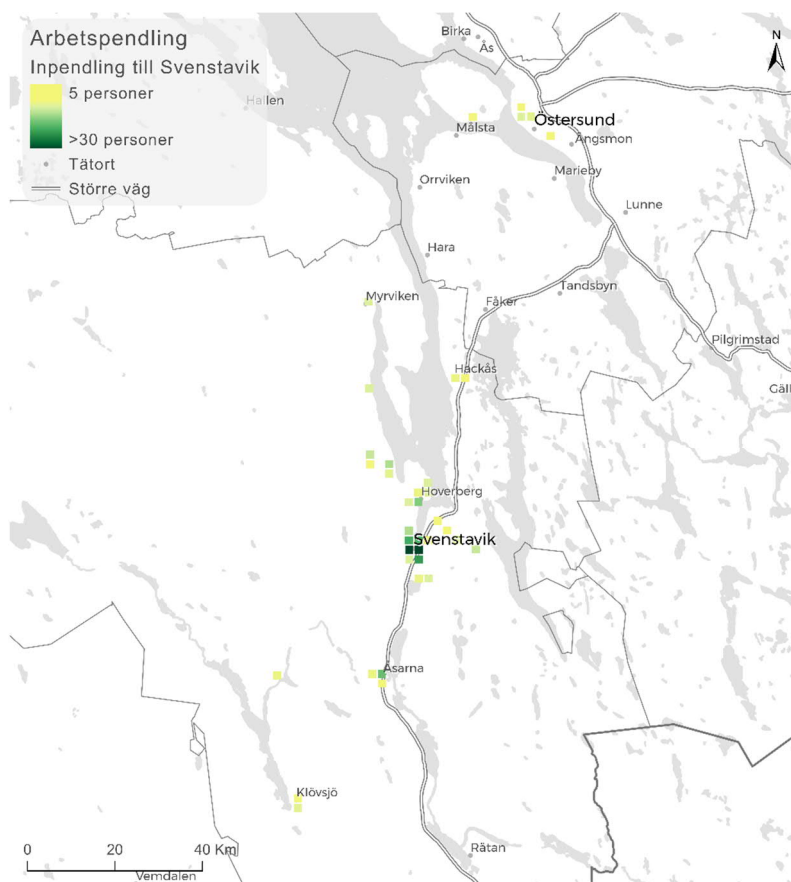 Arbetspendling
Inpendling till Svenstavik
5 personer
>30 personer
Tätort
Större väg
Hallen
Birka
Ås
N
Målsta
Östersund
Ängsmon
Marieby
Orrviken
Lunne
Hara
Tandsbyn
Myrviken
Fåker
Pilgrimstad
Hackås
Gäll
Hoverberg
Svenstavik
Åsarna
Klövsjö
0 20 40 Km
Rätan
Vemdalen